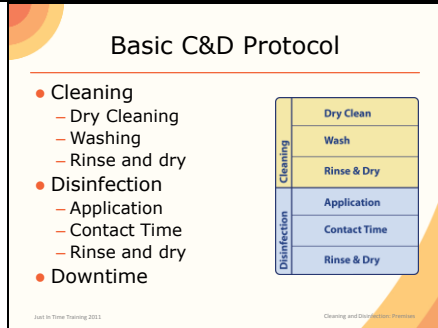 Basic C&D Protocol
● Cleaning
– Dry Cleaning
– Washing
– Rinse and dry
● Disinfection
– Application
– Contact Time
– Rinse and dry
● Downtime
Cleaning
Dry Clean
Wash
Rinse & Dry
Disinfection
Application
Contact Time
Rinse & Dry
Just In Time Training 2011
Cleaning and Disinfection: Premises